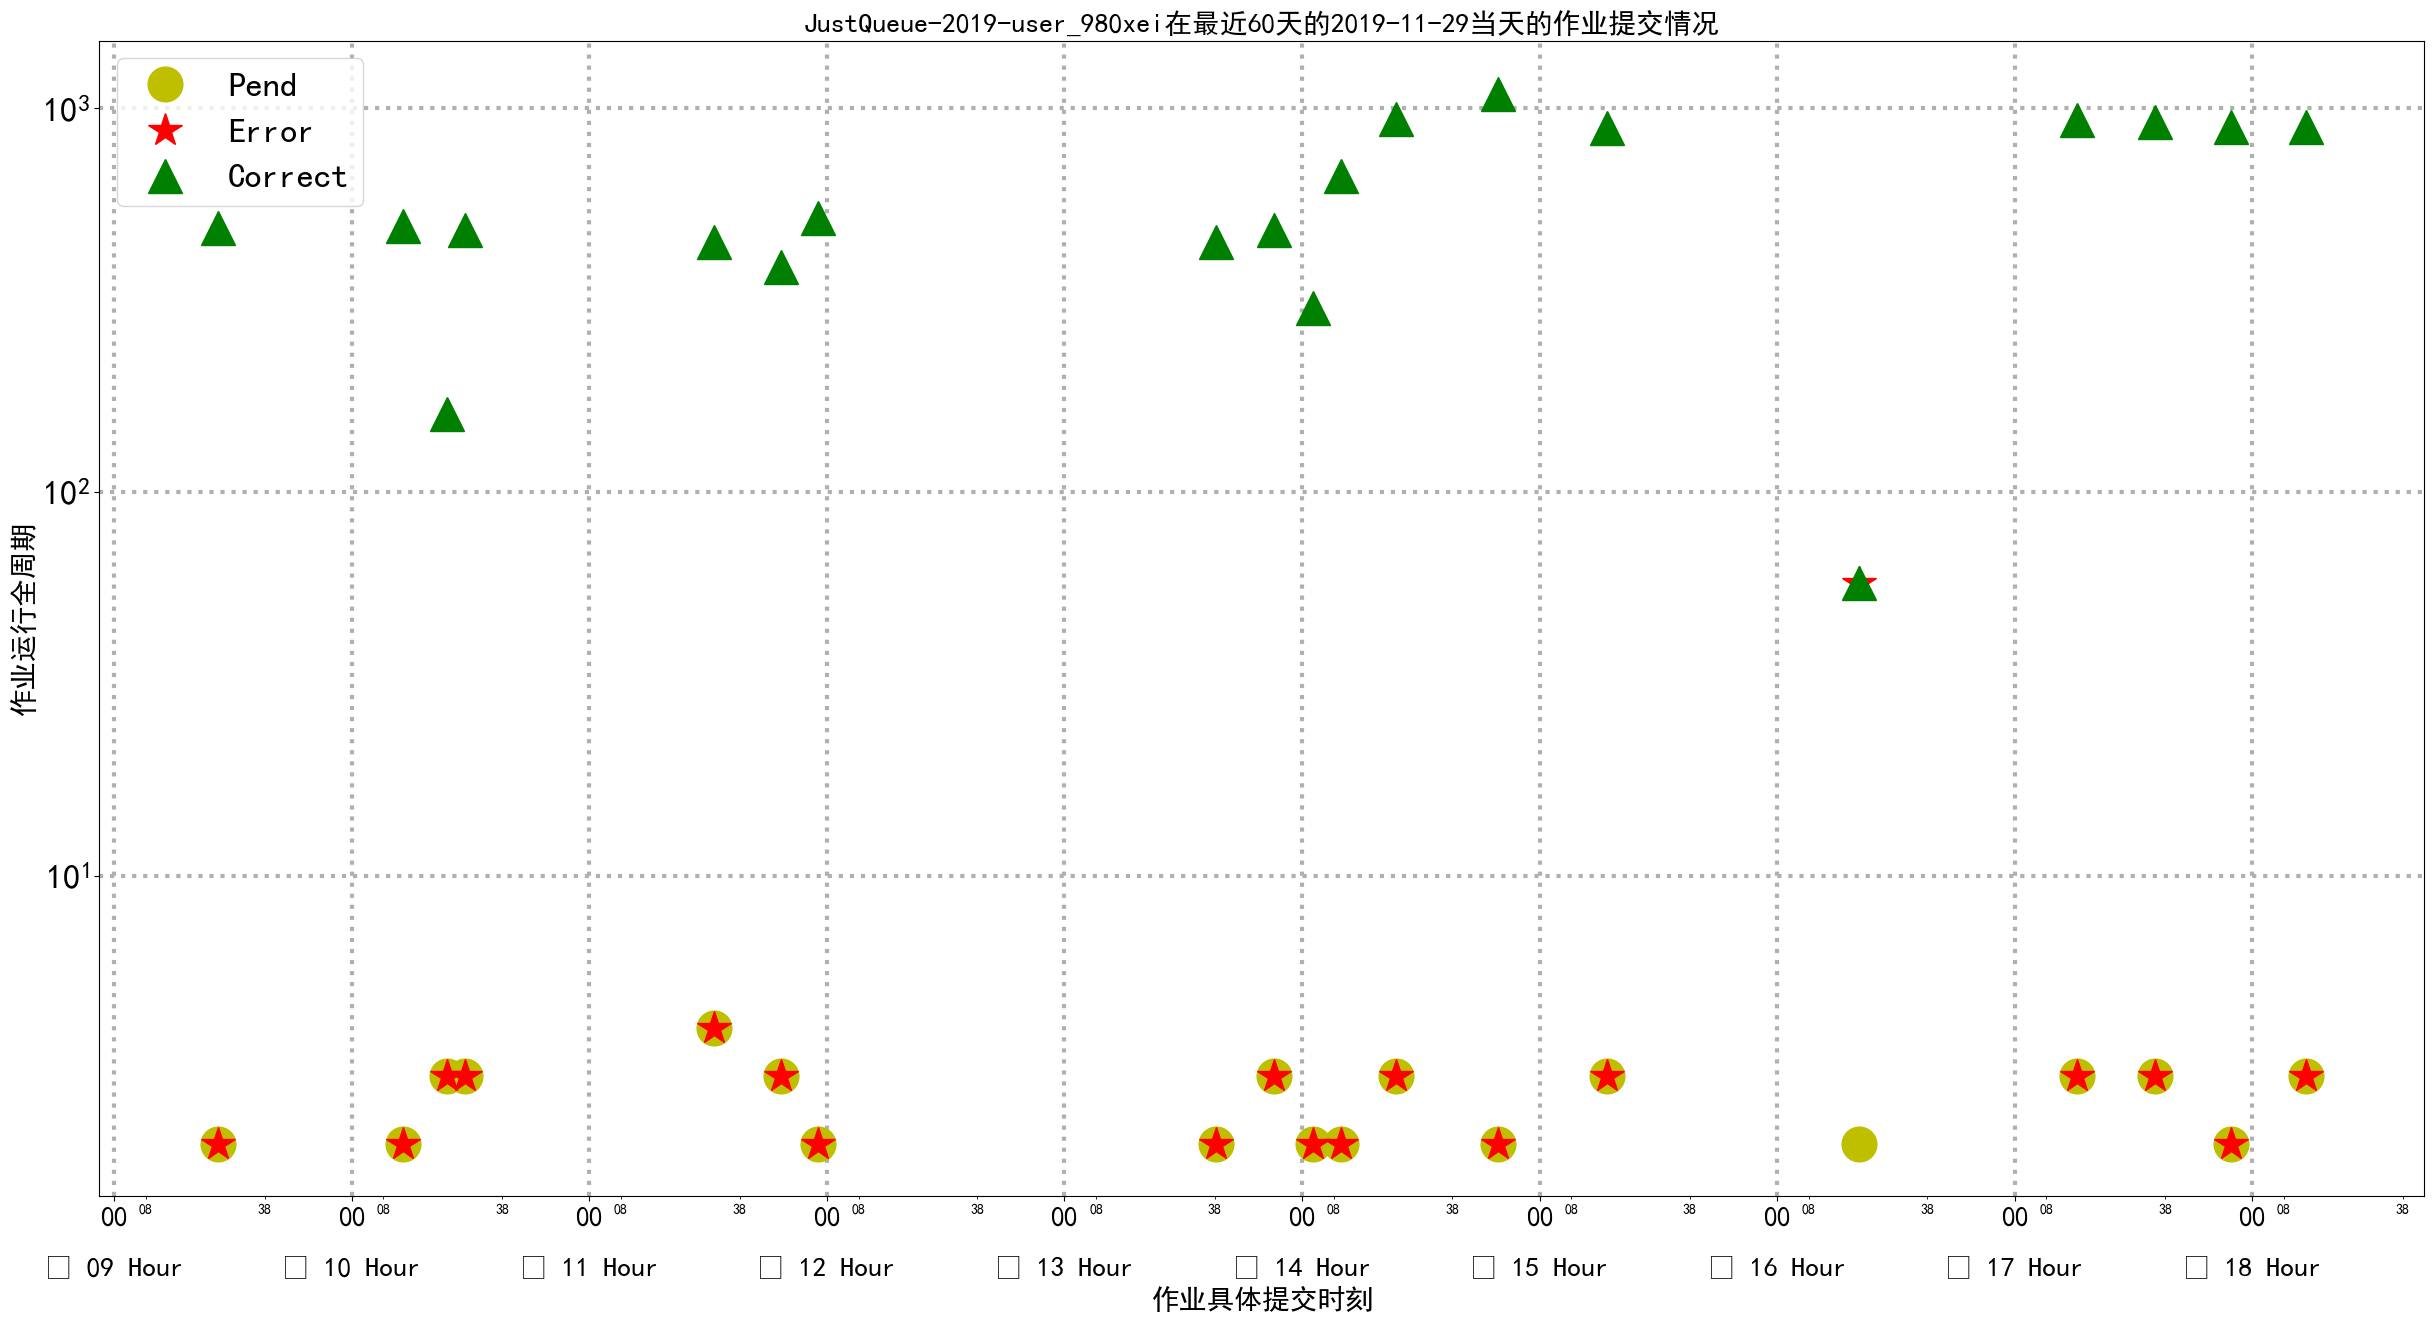 JustQueue-2019-user_980xei在最近60天的2019-11-29当天的作业提交情况
Pend
Error
Correct
10³
10²
10¹
作业运行全周期
00 08 38 00 08 38 00 08 38 00 08 38 00 08 38 00 08 38 00 08 38 00 08 38 00 08 38 00 08 38
09 Hour 10 Hour 11 Hour 12 Hour 13 Hour 14 Hour 15 Hour 16 Hour 17 Hour 18 Hour
作业具体提交时刻